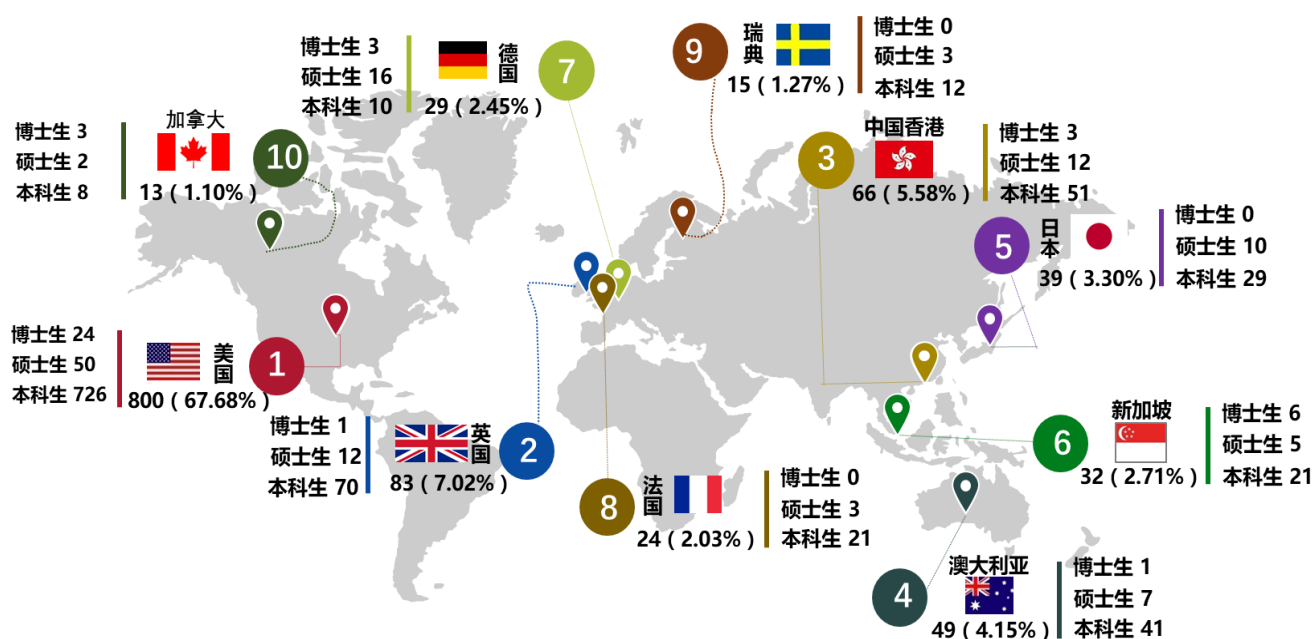 1
美国
800（67.68%）
博士生 24
硕士生 50
本科生 726
2
英国
83（7.02%）
博士生 1
硕士生 12
本科生 70
3
中国香港
66（5.58%）
博士生 3
硕士生 12
本科生 51
4
澳大利亚
49（4.15%）
博士生 1
硕士生 7
本科生 41
5
日本
39（3.30%）
博士生 0
硕士生 10
本科生 29
6
新加坡
32（2.71%）
博士生 6
硕士生 5
本科生 21
7
德国
29（2.45%）
博士生 3
硕士生 16
本科生 10
8
法国
24（2.03%）
博士生 0
硕士生 3
本科生 21
9
瑞典
15（1.27%）
博士生 0
硕士生 3
本科生 12
10
加拿大
13（1.10%）
博士生 3
硕士生 2
本科生 8